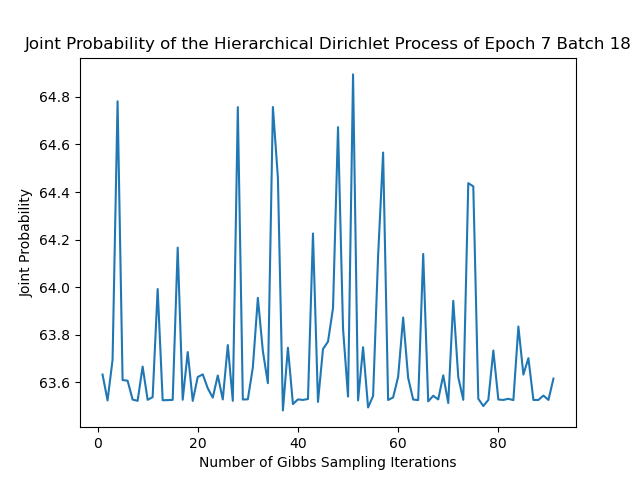 Joint Probability of the Hierarchical Dirichlet Process of Epoch 7 Batch 18
64.8
64.6
64.4
64.2
64.0
63.8
63.6
Joint Probability
0 20 40 60 80
Number of Gibbs Sampling Iterations